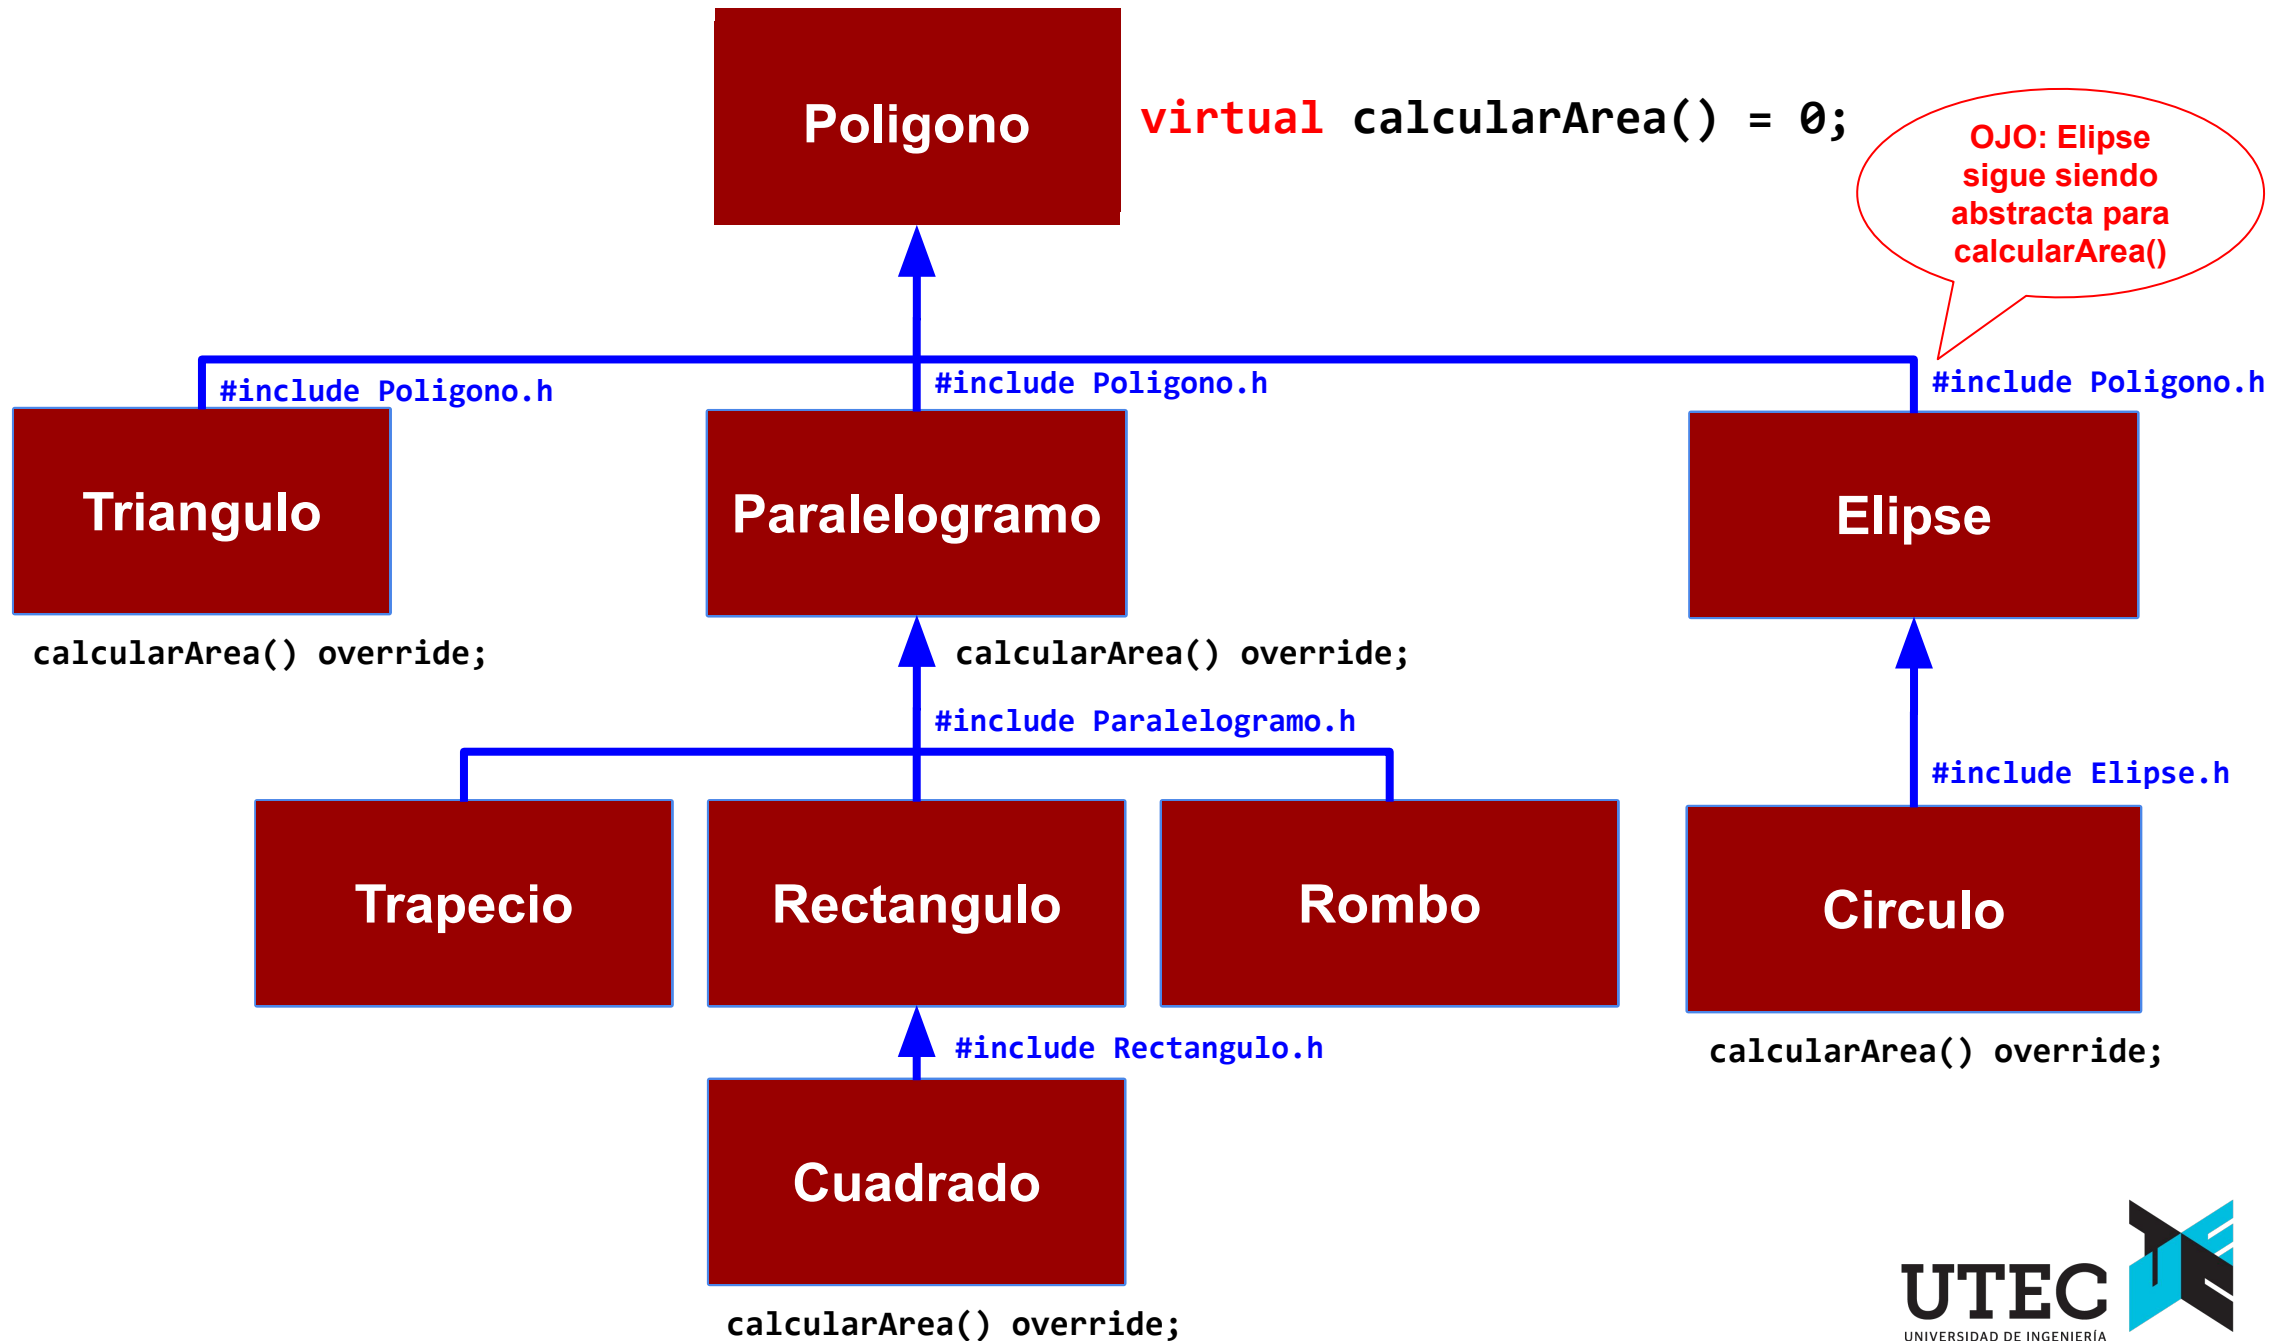 Poligono
virtual calcularArea() = 0;
OJO: Elipse
sigue siendo
abstracta para
calcularArea()
#include Poligono.h
#include Poligono.h
#include Poligono.h
Triangulo
Paralelogramo
Elipse
calcularArea() override;
calcularArea() override;
#include Paralelogramo.h
#include Elipse.h
Trapecio
Rectangulo
Rombo
Circulo
#include Rectangulo.h
calcularArea() override;
Cuadrado
calcularArea() override;
UTEC
UNIVERSIDAD DE INGENIERÍA